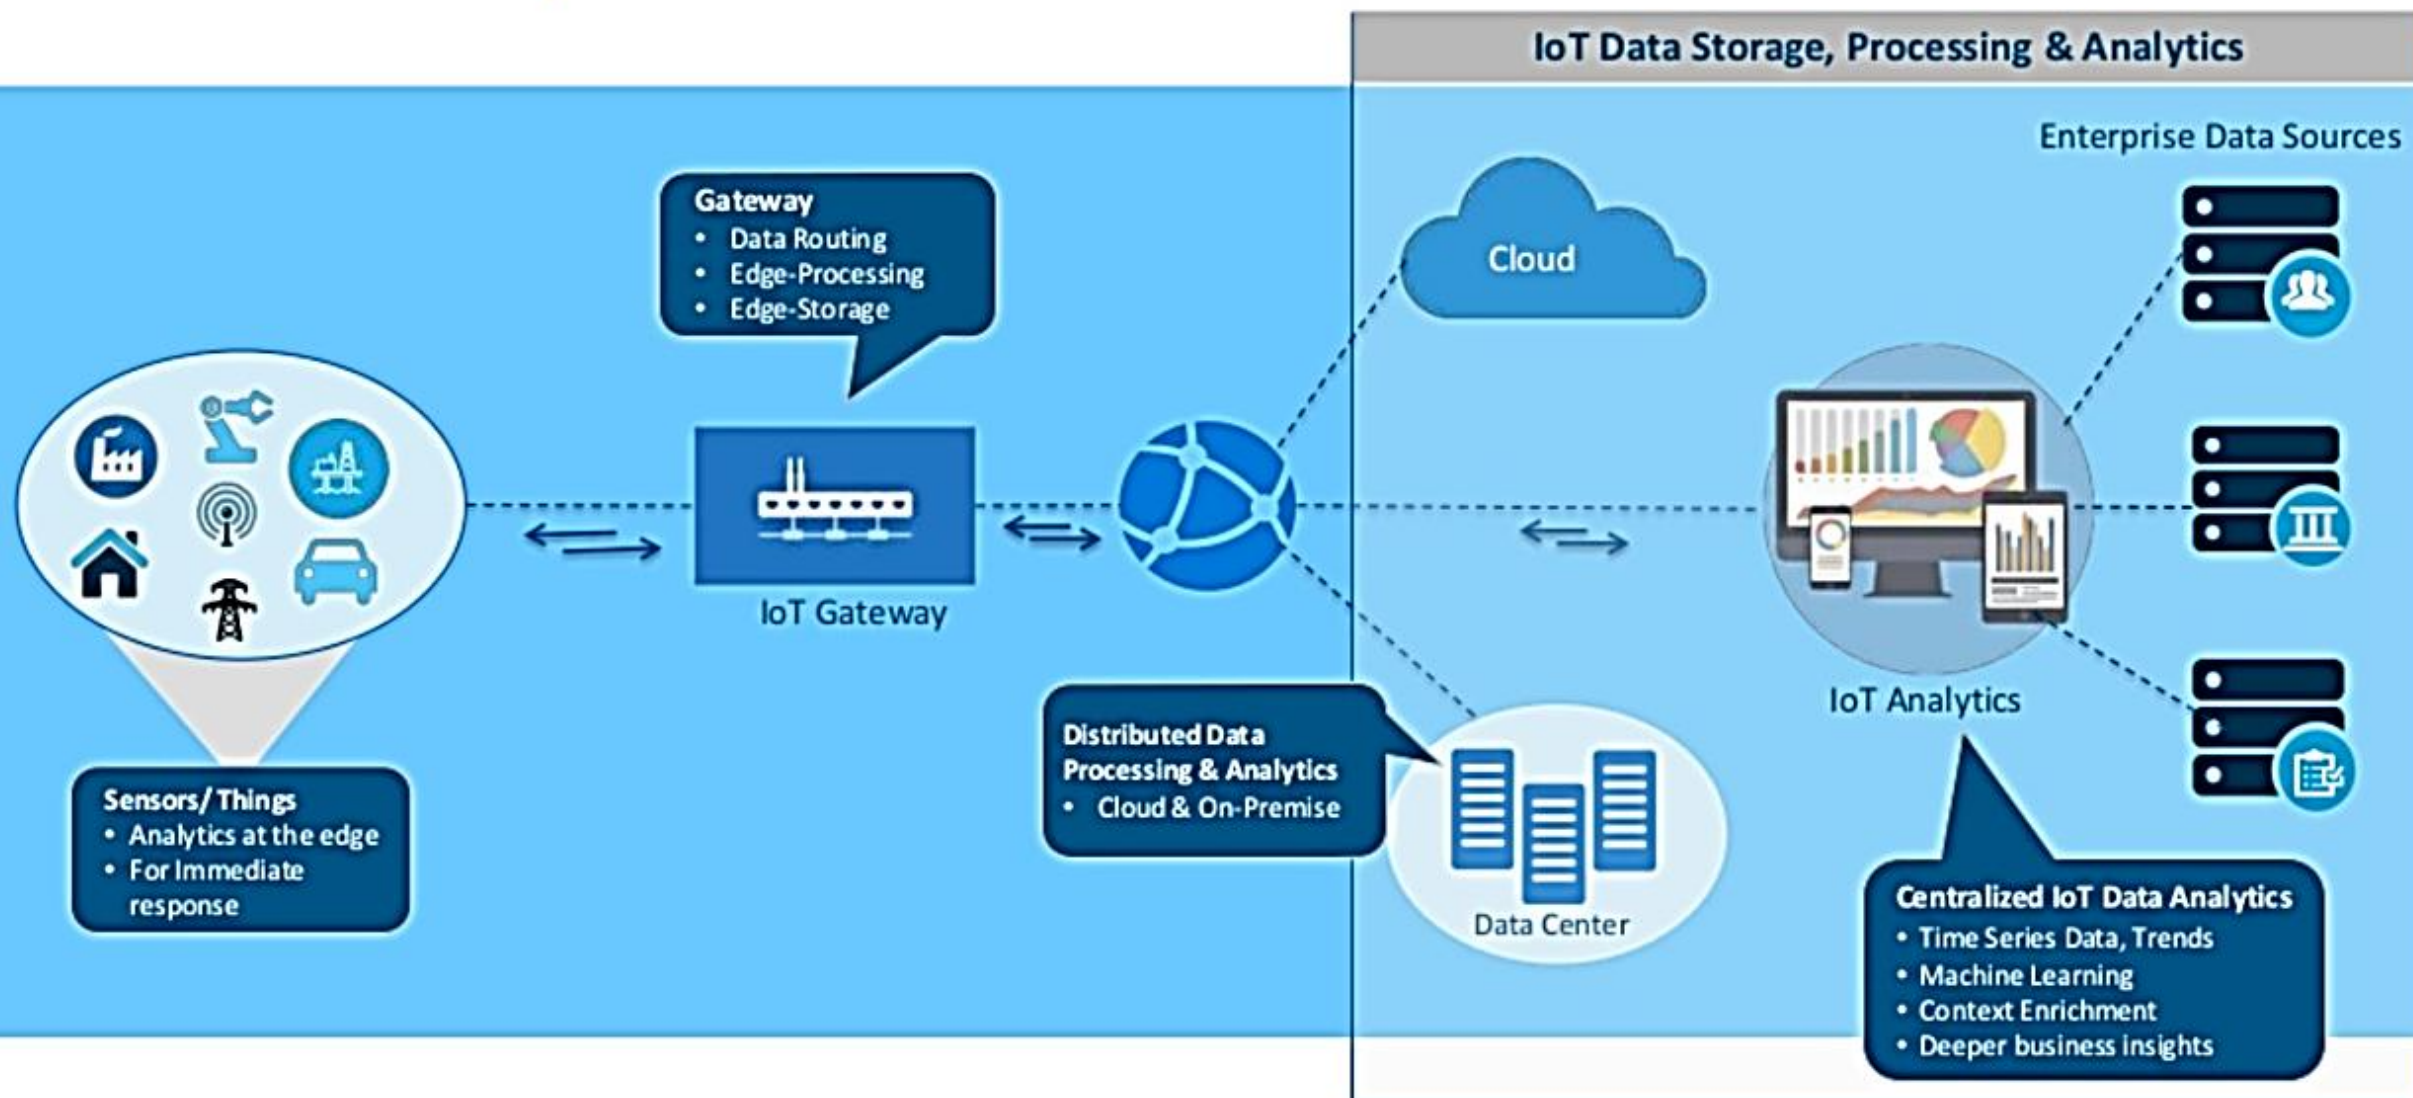 IoT Data Storage, Processing & Analytics
Enterprise Data Sources
Gateway
• Data Routing
• Edge-Processing
• Edge-Storage
Cloud
IoT Gateway
Sensors/Things
• Analytics at the edge
• For Immediate
response
Distributed Data
Processing & Analytics
• Cloud & On-Premise
Data Center
IoT Analytics
Centralized IoT Data Analytics
• Time Series Data, Trends
• Machine Learning
• Context Enrichment
• Deeper business insights